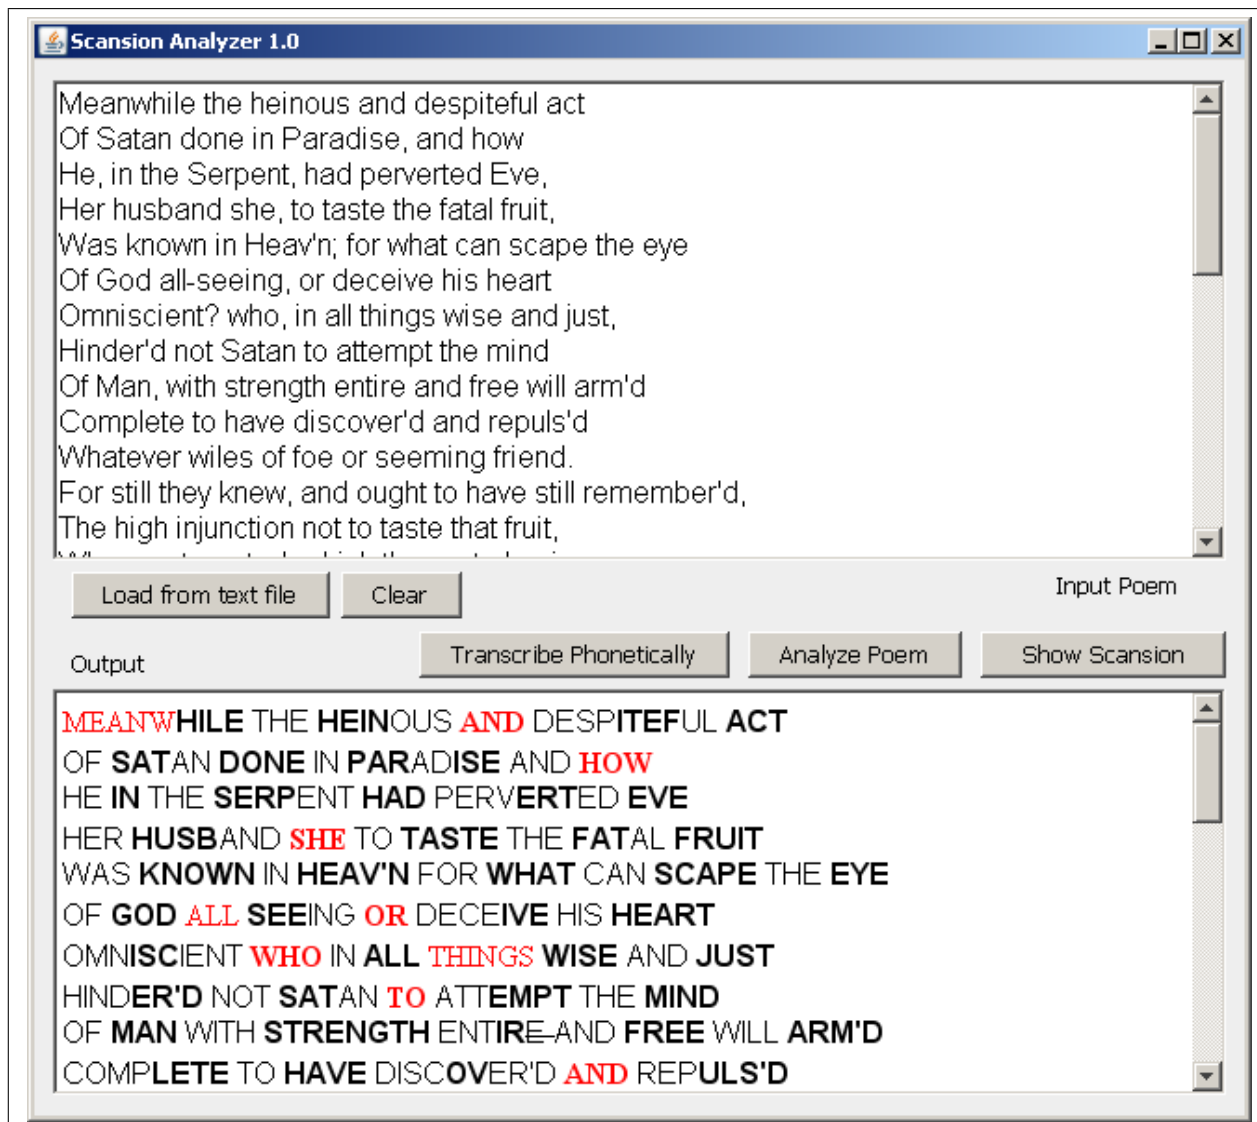 Scansion Analyzer 1.0
Meanwhile the heinous and despiteful act
Of Satan done in Paradise, and how
He, in the Serpent, had perverted Eve,
Her husband she, to taste the fatal fruit,
Was known in Heav'n; for what can scape the eye
Of God all-seeing, or deceive his heart
Omniscient? who, in all things wise and just,
Hinder'd not Satan to attempt the mind
Of Man, with strength entire and free will arm'd
Complete to have discover'd and repuls'd
Whatever wiles of foe or seeming friend.
For still they knew, and ought to have still remember'd,
The high injunction not to taste that fruit,
Load from text file Clear Input Poem
Output Transcribe Phonetically Analyze Poem Show Scansion
MEANWHILE THE HEINOUS AND DESPITEFUL ACT
OF SATAN DONE IN PARADISE AND HOW
HE IN THE SERPENT HAD PERVERTED EVE
HER HUSBAND SHE TO TASTE THE FATAL FRUIT
WAS KNOWN IN HEAV'N FOR WHAT CAN SCAPE THE EYE
OF GOD ALL SEEING OR DECEIVE HIS HEART
OMNISCIENT WHO IN ALL THINGS WISE AND JUST
HINDER'D NOT SATAN TO ATTEMPT THE MIND
OF MAN WITH STRENGTH ENTIRE AND FREE WILL ARM'D
COMPLETE TO HAVE DISCOVER'D AND REPULS'D